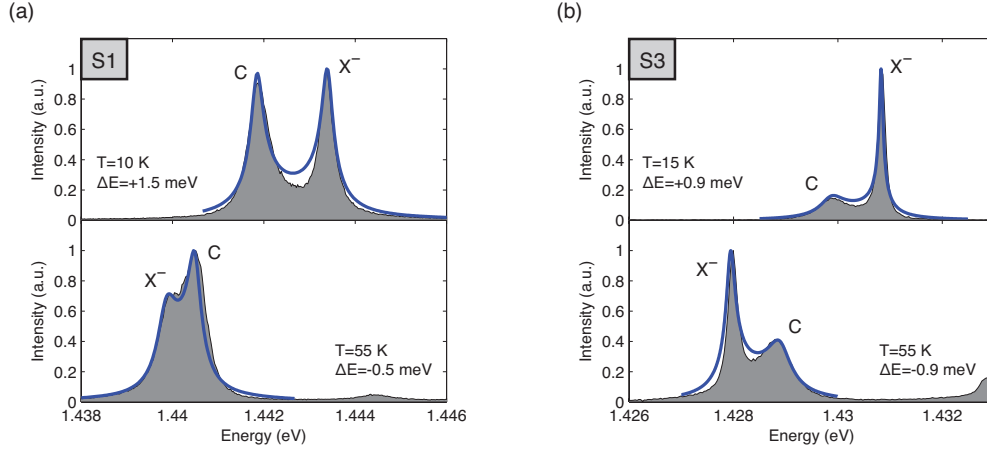 (a)
S1
C
X⁻
T=10 K
ΔE=+1.5 meV
Intensity (a.u.)
1
0.8
0.6
0.4
0.2
0
X⁻
C
T=55 K
ΔE=-0.5 meV
Intensity (a.u.)
1
0.8
0.6
0.4
0.2
0
1.438 1.44 1.442 1.444 1.446
Energy (eV)
(b)
S3
X⁻
C
T=15 K
ΔE=+0.9 meV
Intensity (a.u.)
1
0.8
0.6
0.4
0.2
0
X⁻
C
T=55 K
ΔE=-0.9 meV
Intensity (a.u.)
1
0.8
0.6
0.4
0.2
0
1.426 1.428 1.43 1.432
Energy (eV)